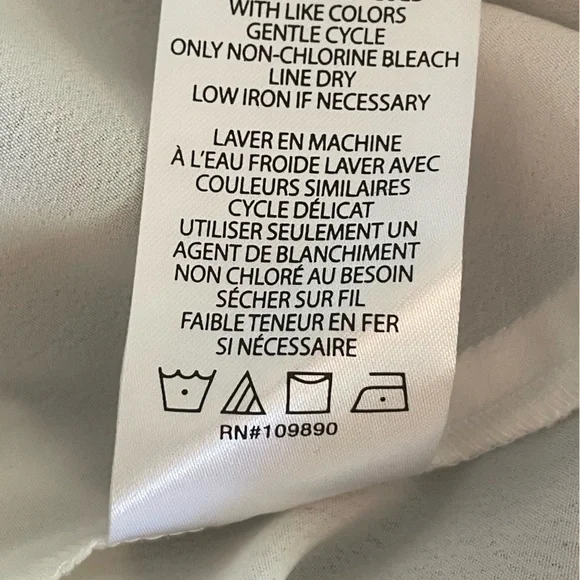 WITH LIKE COLORS
GENTLE CYCLE
ONLY NON-CHLORINE BLEACH
LINE DRY
LOW IRON IF NECESSARY
LAVER EN MACHINE
À L'EAU FROIDE LAVER AVEC
COULEURS SIMILAIRES
CYCLE DÉLICAT
UTILISER SEULEMENT UN
AGENT DE BLANCHIMENT
NON CHLORÉ AU BESOIN
SÉCHER SUR FIL
FAIBLE TENEUR EN FER
SI NÉCESSAIRE
RN#109890